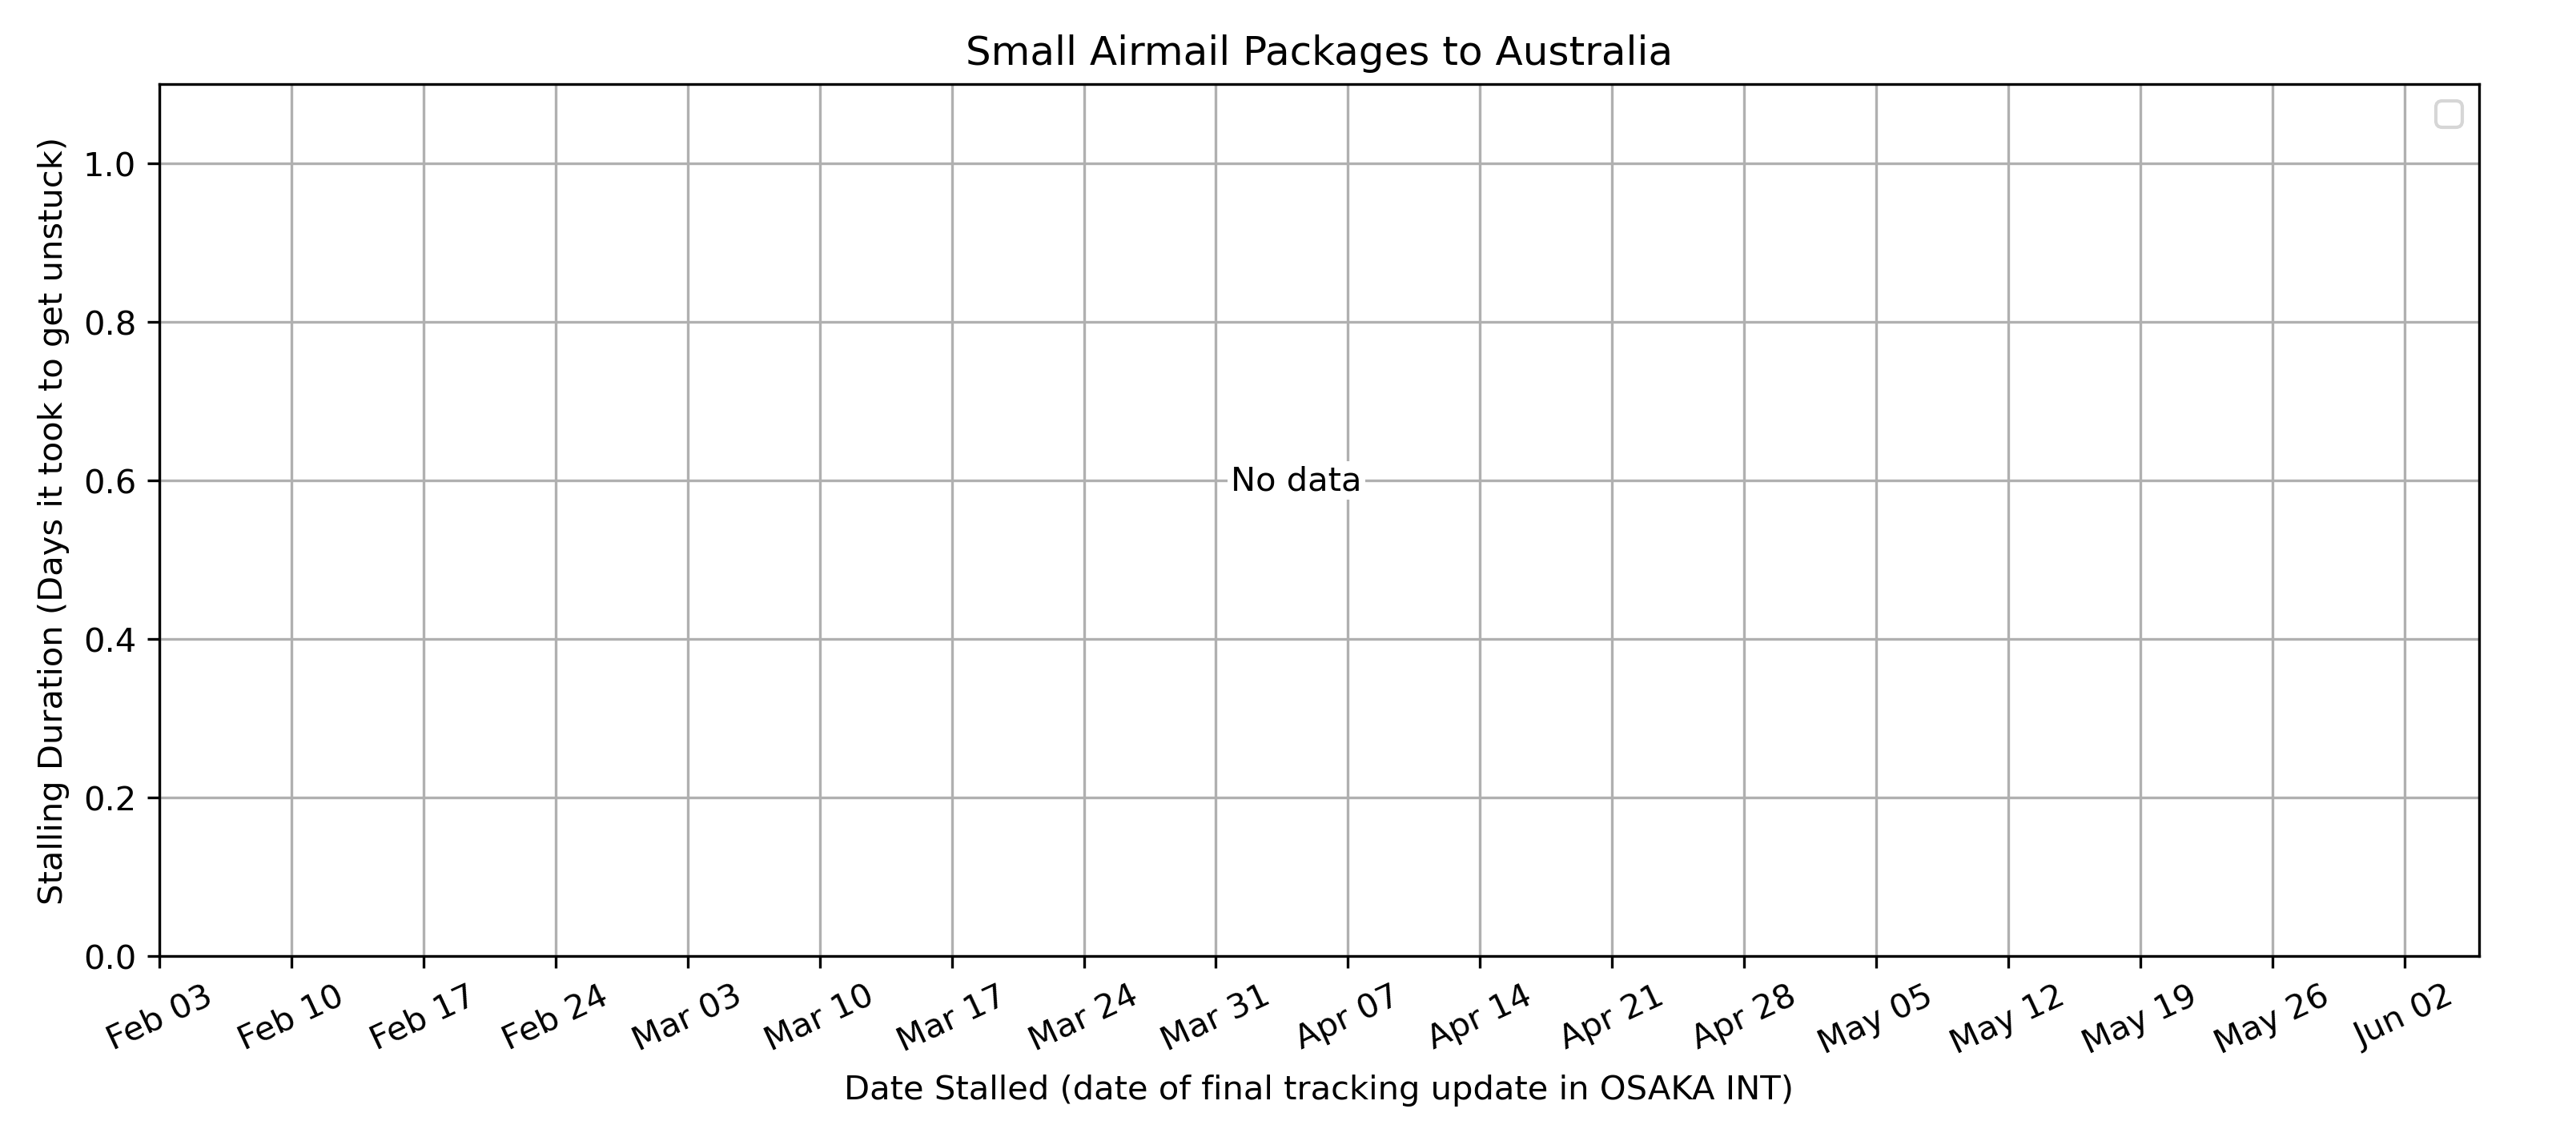 Small Airmail Packages to Australia
Stalling Duration (Days it took to get unstuck)
1.0
0.8
0.6
0.4
0.2
0.0
No data
Feb 03 Feb 10 Feb 17 Feb 24 Mar 03 Mar 10 Mar 17 Mar 24 Mar 31 Apr 07 Apr 14 Apr 21 Apr 28 May 05 May 12 May 19 May 26 Jun 02
Date Stalled (date of final tracking update in OSAKA INT)